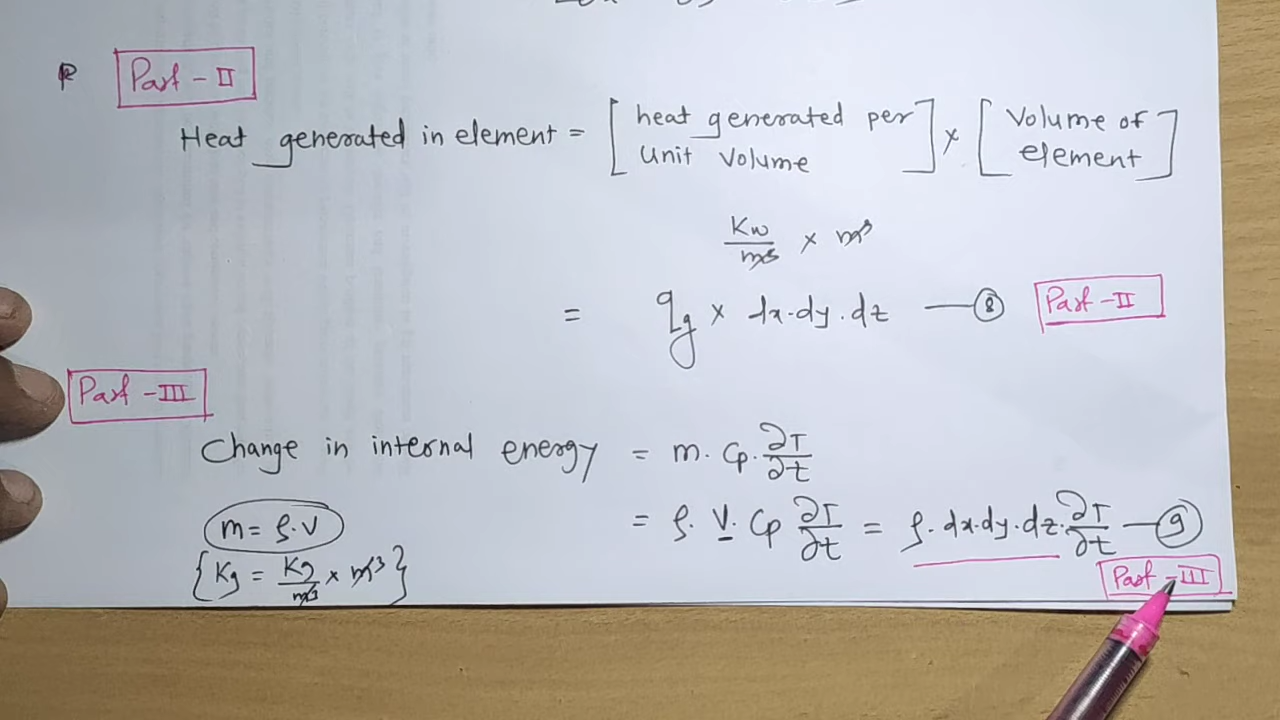 Part - II
Heat generated in element = [ heat generated per unit volume ] × [ Volume of element ]
Kw/m³ × m³
= qg × dx·dy.dz — ⑧ Part - II
Part - III
Change in internal energy = m. Cp. ∂T/∂t
m = ρ.V = ρ. V. Cp ∂T/∂t = ρ. dx.dy.dz. ∂T/∂t — ⑨
{ Kg = Kg/m³ × m³ } Part - III